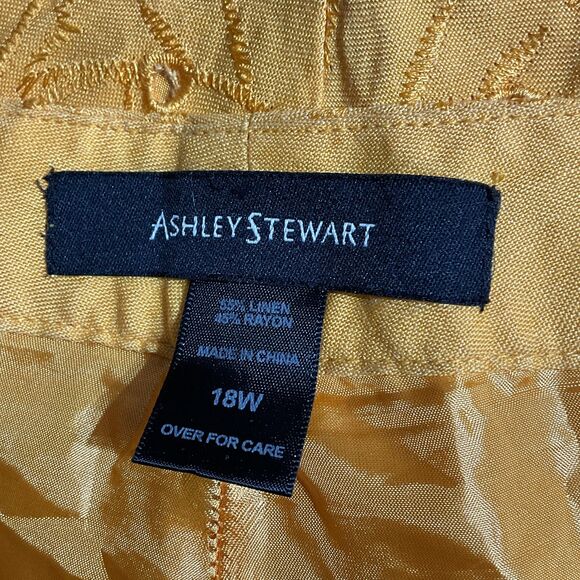 ASHLEY STEWART
55% LINEN
45% RAYON
MADE IN CHINA
18W
OVER FOR CARE